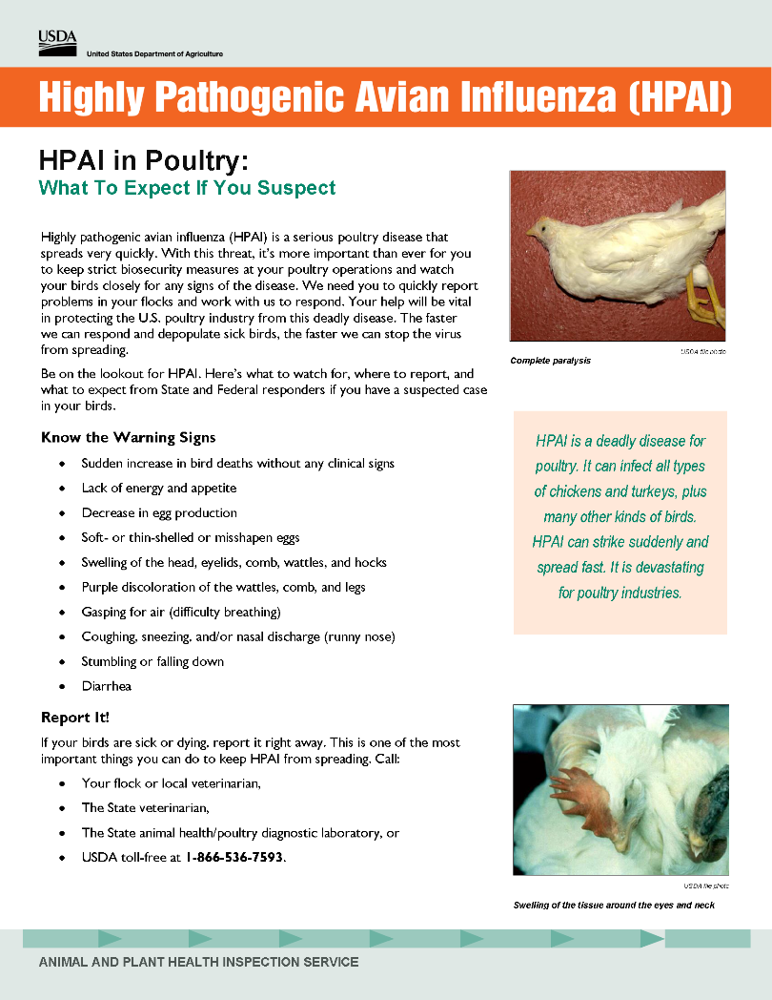 USDA
United States Department of Agriculture
Highly Pathogenic Avian Influenza (HPAI)
HPAI in Poultry:
What To Expect If You Suspect
Highly pathogenic avian influenza (HPAI) is a serious poultry disease that
spreads very quickly. With this threat, it's more important than ever for you
to keep strict biosecurity measures at your poultry operations and watch
your birds closely for any signs of the disease. We need you to quickly report
problems in your flocks and work with us to respond. Your help will be vital
in protecting the U.S. poultry industry from this deadly disease. The faster
we can respond and depopulate sick birds, the faster we can stop the virus
from spreading.
Be on the lookout for HPAI. Here's what to watch for, where to report, and
what to expect from State and Federal responders if you have a suspected case
in your birds.
Know the Warning Signs
• Sudden increase in bird deaths without any clinical signs
• Lack of energy and appetite
• Decrease in egg production
• Soft- or thin-shelled or misshapen eggs
• Swelling of the head, eyelids, comb, wattles, and hocks
• Purple discoloration of the wattles, comb, and legs
• Gasping for air (difficulty breathing)
• Coughing, sneezing, and/or nasal discharge (runny nose)
• Stumbling or falling down
• Diarrhea
Report It!
If your birds are sick or dying, report it right away. This is one of the most
important things you can do to keep HPAI from spreading. Call:
• Your flock or local veterinarian,
• The State veterinarian,
• The State animal health/poultry diagnostic laboratory, or
• USDA toll-free at 1-866-536-7593.
USDA file photo
Complete paralysis
HPAI is a deadly disease for
poultry. It can infect all types
of chickens and turkeys, plus
many other kinds of birds.
HPAI can strike suddenly and
spread fast. It is devastating
for poultry industries.
USDA file photo
Swelling of the tissue around the eyes and neck
ANIMAL AND PLANT HEALTH INSPECTION SERVICE